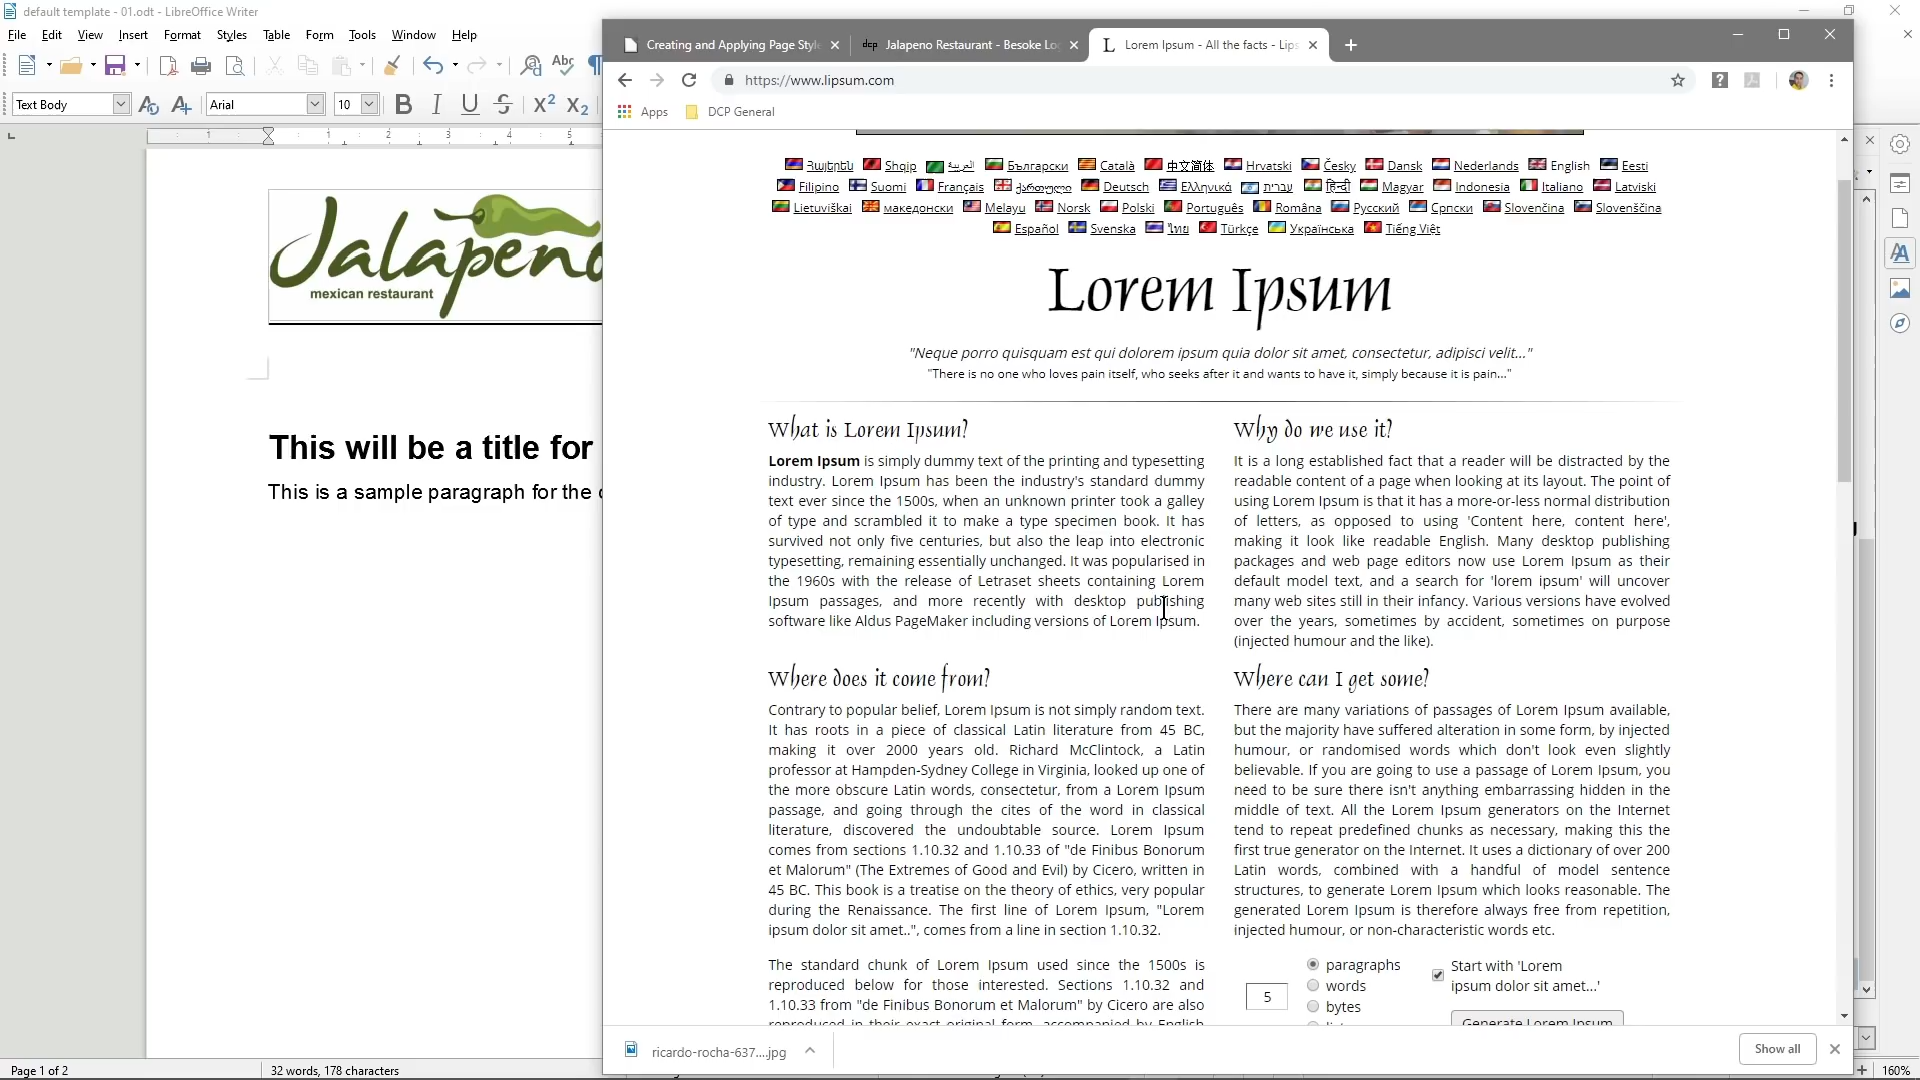 default template - 01.odt - LibreOffice Writer
File Edit View Insert Format Styles Table Form Tools Window Help
Text Body Arial 10
Jalapeno
mexican restaurant
This will be a title for
This is a sample paragraph for the
Page 1 of 2 32 words, 178 characters
160%
Creating and Applying Page Style
dcp Jalapeno Restaurant - Besoke Lo
Lorem Ipsum - All the facts - Lips
https://www.lipsum.com
Apps DCP General
Հայերեն Shqip العربية Български Català 中文简体 Hrvatski Česky Dansk Nederlands English Eesti
Filipino Suomi Français ქართული Deutsch Ελληνικά עברית हिन्दी Magyar Indonesia Italiano Latviski
Lietuviškai македонски Melayu Norsk Polski Português Româna Pyccкий Српски Slovenčina Slovenščina
Español Svenska ไทย Türkçe Українська Tiếng Việt
Lorem Ipsum
"Neque porro quisquam est qui dolorem ipsum quia dolor sit amet, consectetur, adipisci velit..."
"There is no one who loves pain itself, who seeks after it and wants to have it, simply because it is pain..."
What is Lorem Ipsum?
Lorem Ipsum is simply dummy text of the printing and typesetting
industry. Lorem Ipsum has been the industry's standard dummy
text ever since the 1500s, when an unknown printer took a galley
of type and scrambled it to make a type specimen book. It has
survived not only five centuries, but also the leap into electronic
typesetting, remaining essentially unchanged. It was popularised in
the 1960s with the release of Letraset sheets containing Lorem
Ipsum passages, and more recently with desktop publishing
software like Aldus PageMaker including versions of Lorem Ipsum.
Why do we use it?
It is a long established fact that a reader will be distracted by the
readable content of a page when looking at its layout. The point of
using Lorem Ipsum is that it has a more-or-less normal distribution
of letters, as opposed to using 'Content here, content here',
making it look like readable English. Many desktop publishing
packages and web page editors now use Lorem Ipsum as their
default model text, and a search for 'lorem ipsum' will uncover
many web sites still in their infancy. Various versions have evolved
over the years, sometimes by accident, sometimes on purpose
(injected humour and the like).
Where does it come from?
Contrary to popular belief, Lorem Ipsum is not simply random text.
It has roots in a piece of classical Latin literature from 45 BC,
making it over 2000 years old. Richard McClintock, a Latin
professor at Hampden-Sydney College in Virginia, looked up one of
the more obscure Latin words, consectetur, from a Lorem Ipsum
passage, and going through the cites of the word in classical
literature, discovered the undoubtable source. Lorem Ipsum
comes from sections 1.10.32 and 1.10.33 of "de Finibus Bonorum
et Malorum" (The Extremes of Good and Evil) by Cicero, written in
45 BC. This book is a treatise on the theory of ethics, very popular
during the Renaissance. The first line of Lorem Ipsum, "Lorem
ipsum dolor sit amet..", comes from a line in section 1.10.32.
The standard chunk of Lorem Ipsum used since the 1500s is
reproduced below for those interested. Sections 1.10.32 and
1.10.33 from "de Finibus Bonorum et Malorum" by Cicero are also
reproduced in their exact original form, accompanied by English
Where can I get some?
There are many variations of passages of Lorem Ipsum available,
but the majority have suffered alteration in some form, by injected
humour, or randomised words which don't look even slightly
believable. If you are going to use a passage of Lorem Ipsum, you
need to be sure there isn't anything embarrassing hidden in the
middle of text. All the Lorem Ipsum generators on the Internet
tend to repeat predefined chunks as necessary, making this the
first true generator on the Internet. It uses a dictionary of over 200
Latin words, combined with a handful of model sentence
structures, to generate Lorem Ipsum which looks reasonable. The
generated Lorem Ipsum is therefore always free from repetition,
injected humour, or non-characteristic words etc.
5
paragraphs
words
bytes
Start with 'Lorem
ipsum dolor sit amet...'
Generate Lorem Ipsum
ricardo-rocha-637....jpg
Show all